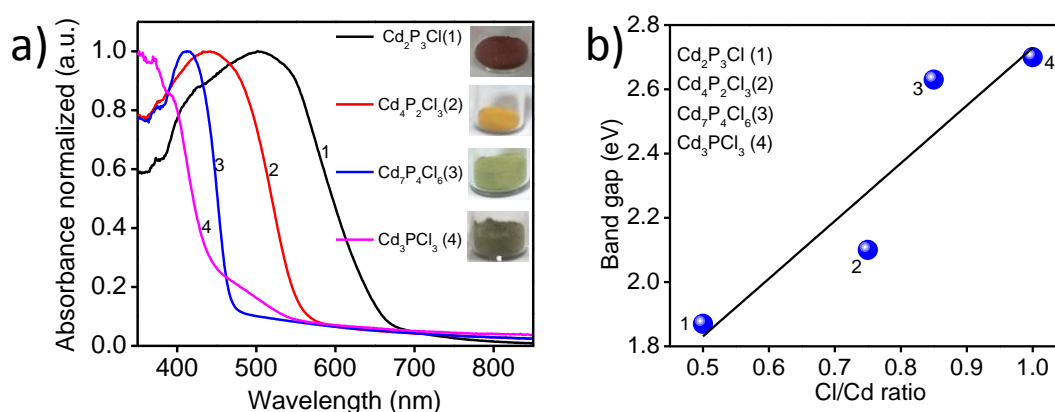 a)
Absorbance normalized (a.u.)
1.0
0.8
0.6
0.4
0.2
0.0
400 500 600 700 800
Wavelength (nm)
Cd₂P₃Cl(1)
Cd₄P₂Cl₃(2)
Cd₇P₄Cl₆(3)
Cd₃PCl₃ (4)
1
2
3
4
b)
Band gap (eV)
2.8
2.6
2.4
2.2
2.0
1.8
0.5 0.6 0.7 0.8 0.9 1.0
Cl/Cd ratio
Cd₂P₃Cl (1)
Cd₄P₂Cl₃(2)
Cd₇P₄Cl₆(3)
Cd₃PCl₃ (4)
1
2
3
4